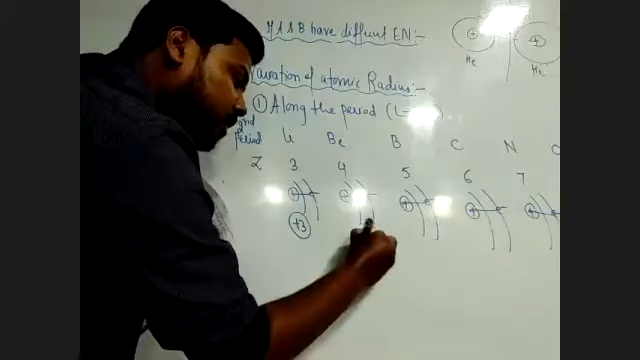 If A & B have different EN:-
Variation of atomic Radius:-
① Along the period (L-
2nd period Li Be B C N O
Z 3 4 5 6 7
+ + + + +
+3
+ +
He He